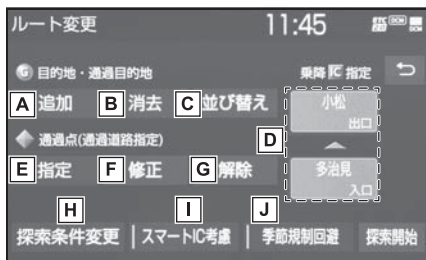 ルート変更 11:45
G 目的地・通過目的地 乗降IC指定
A 追加 B 消去 C 並び替え
小松
出口
D
通過点(通過道路指定)
E 指定 F 修正 G 解除
多治見
入口
H I J
探索条件変更 スマートIC考慮 季節規制回避 探索開始